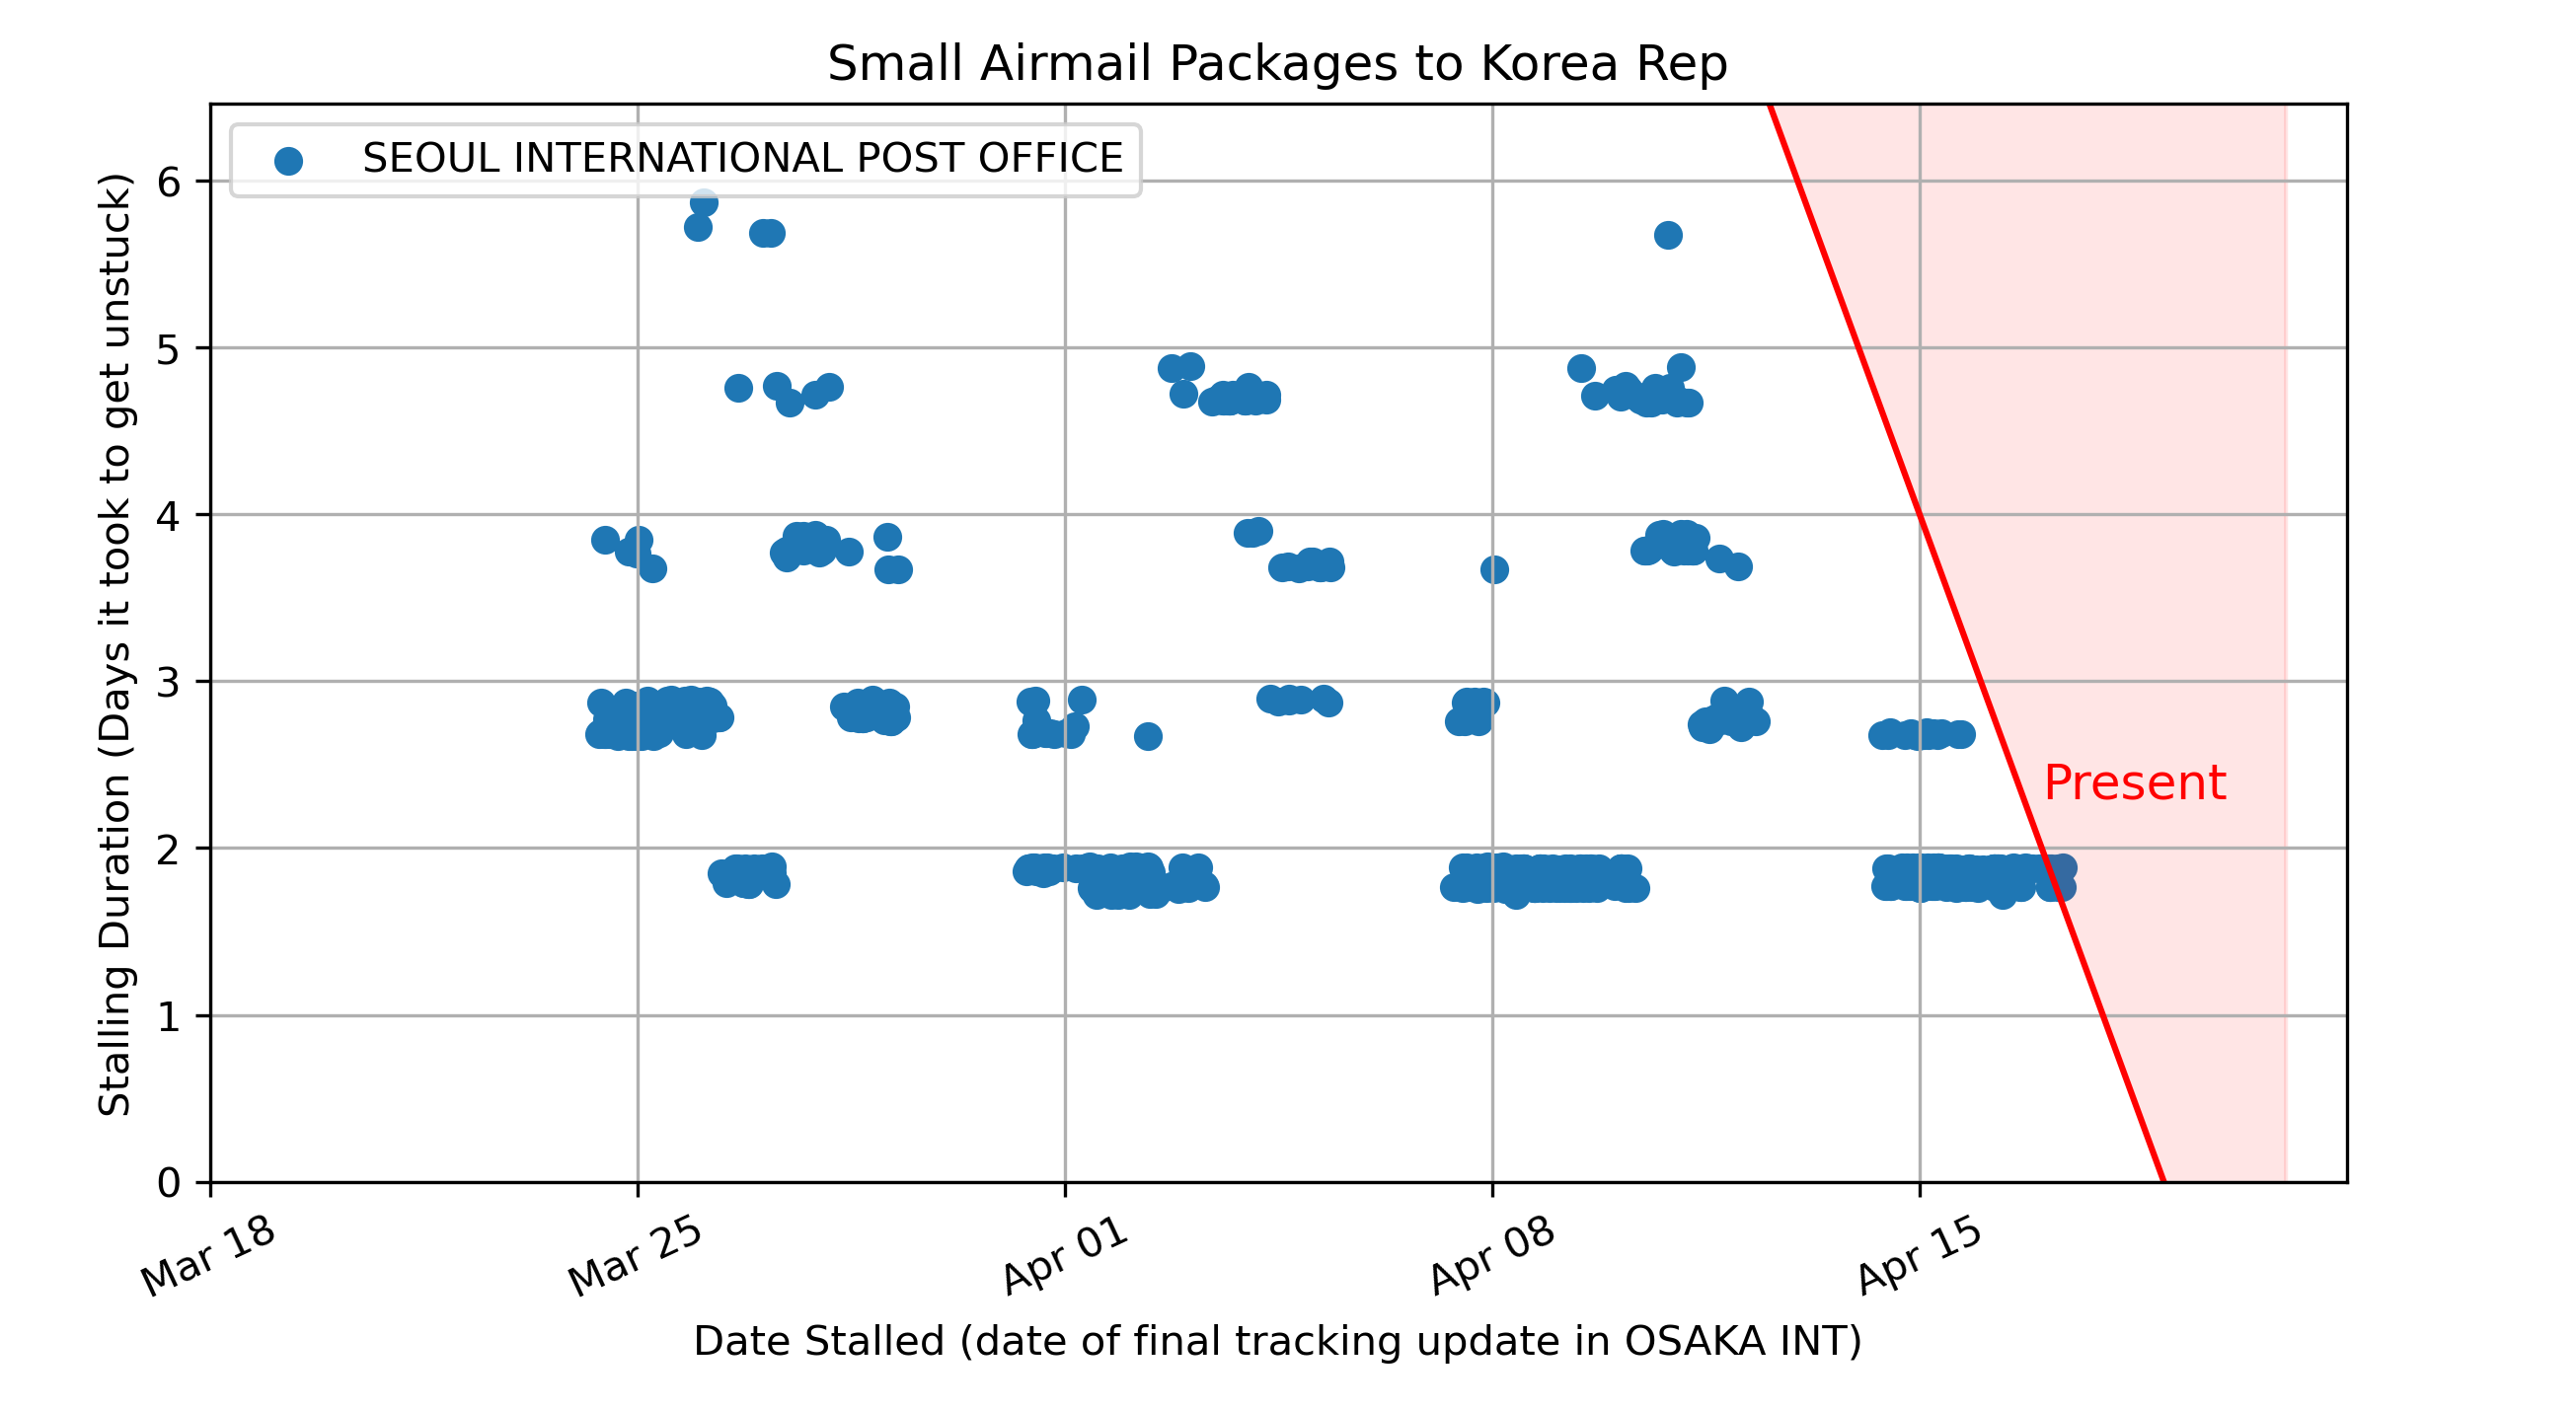 Small Airmail Packages to Korea Rep
SEOUL INTERNATIONAL POST OFFICE
Stalling Duration (Days it took to get unstuck)
6
5
4
3
2
1
0
Present
Mar 18
Mar 25
Apr 01
Apr 08
Apr 15
Date Stalled (date of final tracking update in OSAKA INT)